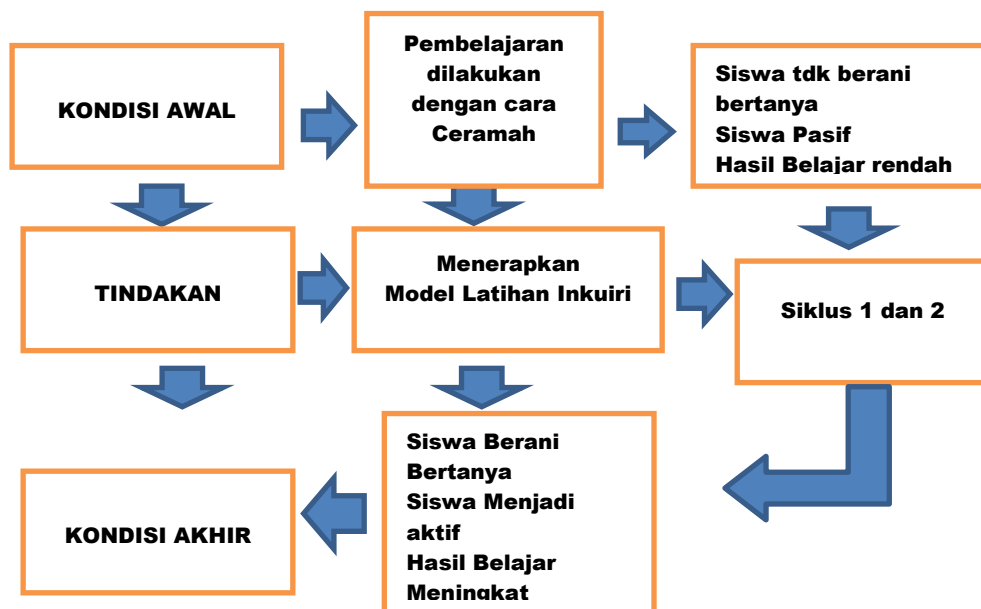 KONDISI AWAL
Pembelajaran
dilakukan
dengan cara
Ceramah
Siswa tdk berani
bertanya
Siswa Pasif
Hasil Belajar rendah
TINDAKAN
Menerapkan
Model Latihan Inkuiri
Siklus 1 dan 2
KONDISI AKHIR
Siswa Berani
Bertanya
Siswa Menjadi
aktif
Hasil Belajar
Meningkat